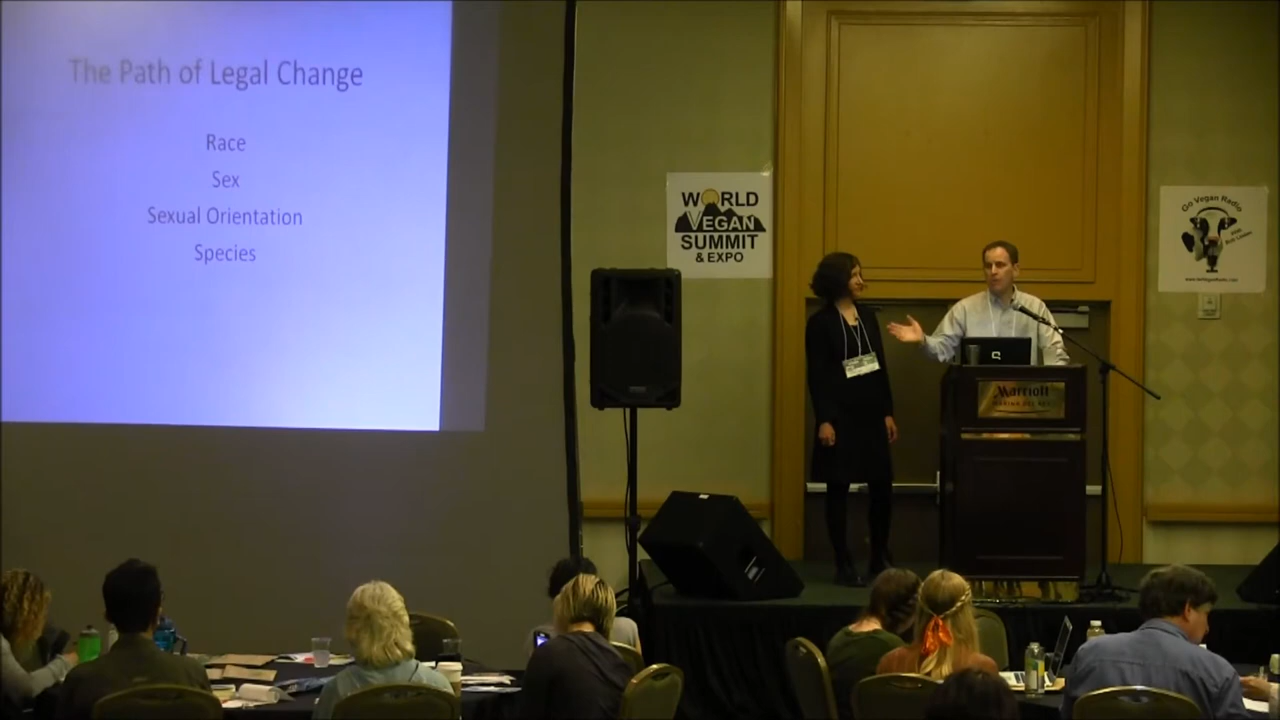 The Path of Legal Change
Race
Sex
Sexual Orientation
Species
WORLD
VEGAN
SUMMIT
& EXPO
Go Vegan Radio
Marriott